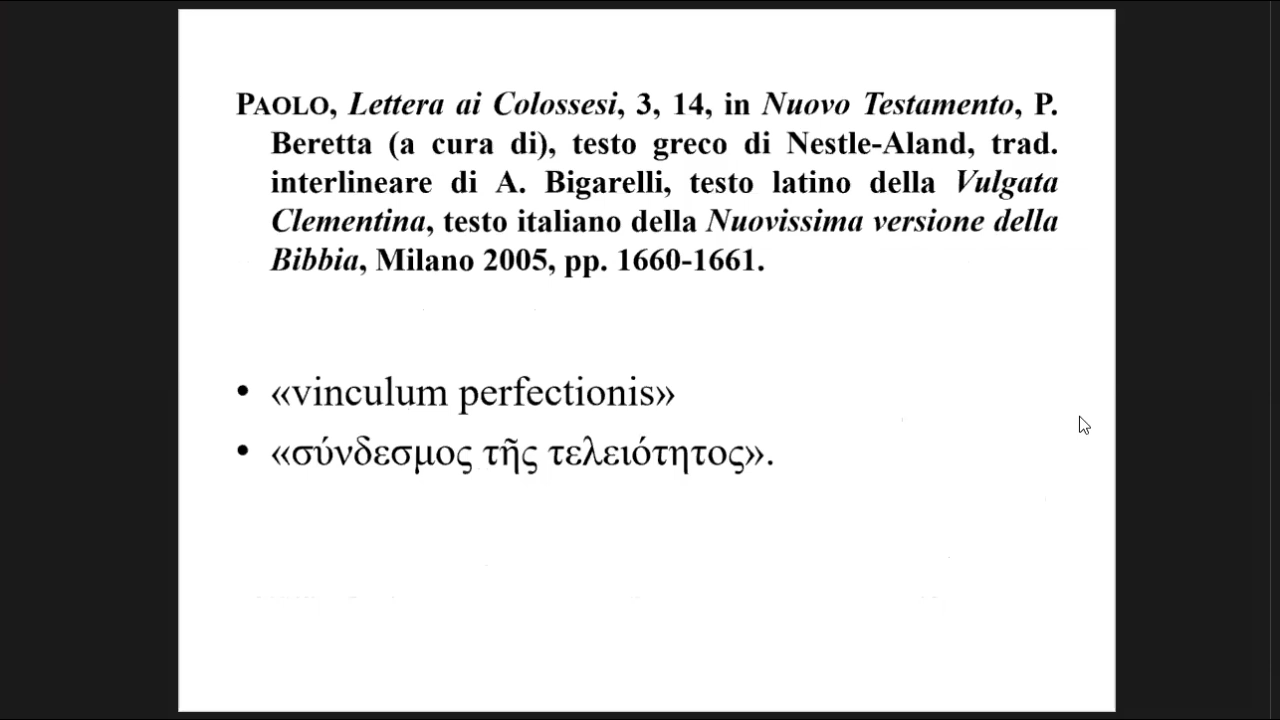 PAOLO, Lettera ai Colossesi, 3, 14, in Nuovo Testamento, P.
Beretta (a cura di), testo greco di Nestle-Aland, trad.
interlineare di A. Bigarelli, testo latino della Vulgata
Clementina, testo italiano della Nuovissima versione della
Bibbia, Milano 2005, pp. 1660-1661.
• «vinculum perfectionis»
• «σύνδεσμος τῆς τελειότητος».